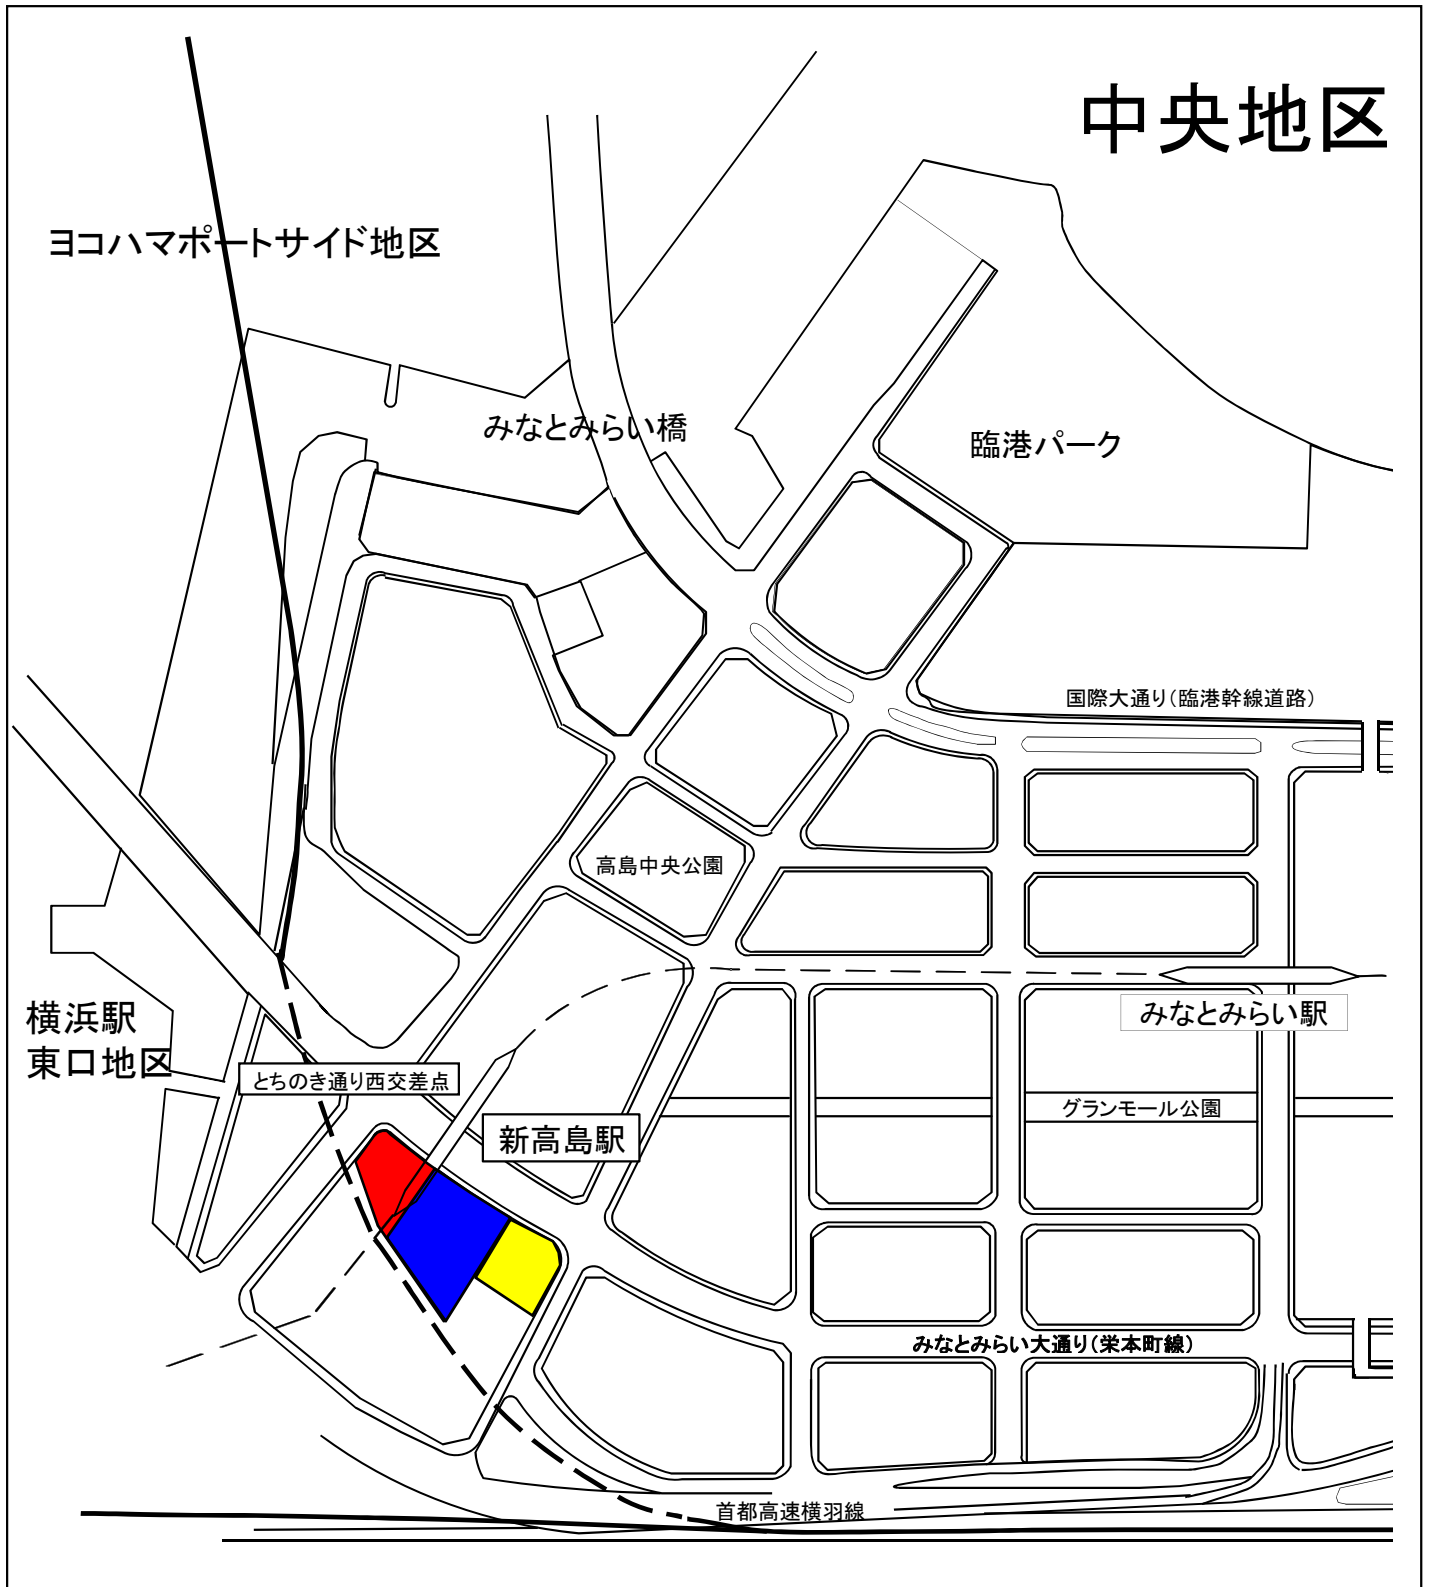 中央地区
ヨコハマポートサイド地区
みなとみらい橋
臨港パーク
国際大通り（臨港幹線道路）
高島中央公園
横浜駅
東口地区
みなとみらい駅
とちのき通り西交差点
グランモール公園
新高島駅
みなとみらい大通り（栄本町線）
首都高速横羽線